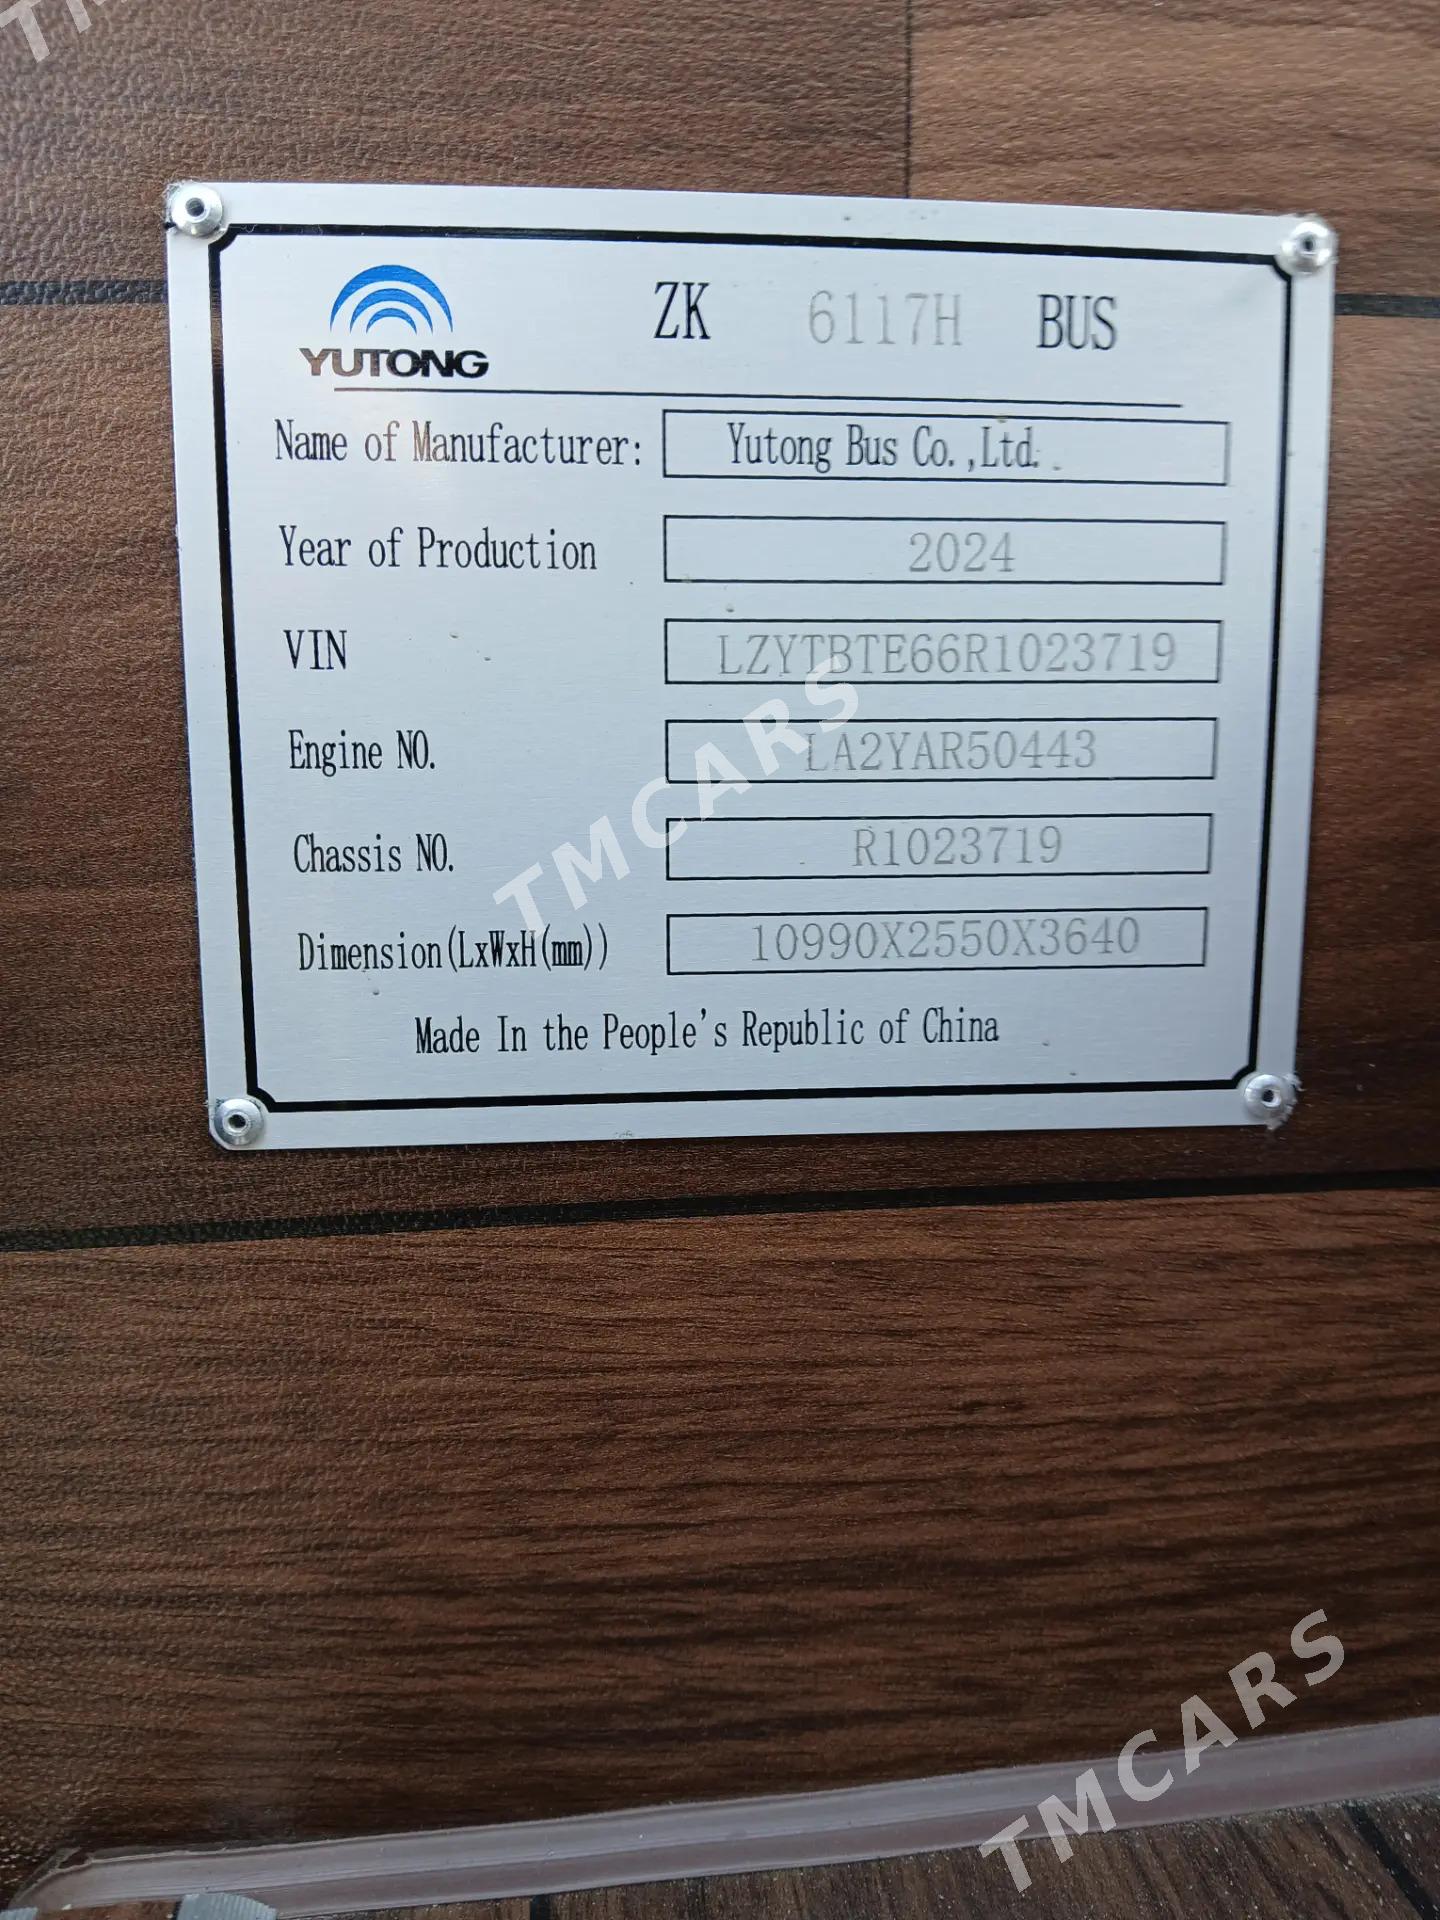 TM
YUTONG
ZK 6117H BUS
Name of Manufacturer: Yutong Bus Co.,Ltd.
Year of Production 2024
VIN LZYTBTE66R1023719
Engine NO. LA2YAR50443
Chassis NO. R1023719
Dimension(LxWxH(mm)) 10990X2550X3640
Made In the People's Republic of China
TMCARS
TMCARS